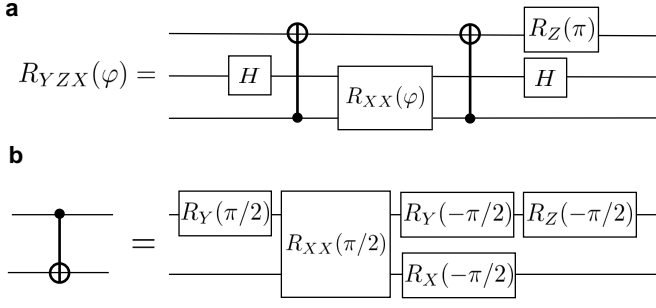 a
R_Z(π)
R_{YZX}(φ) = H R_{XX}(φ) H
b
= R_Y(π/2) R_{XX}(π/2) R_Y(−π/2) R_Z(−π/2)
R_X(−π/2)